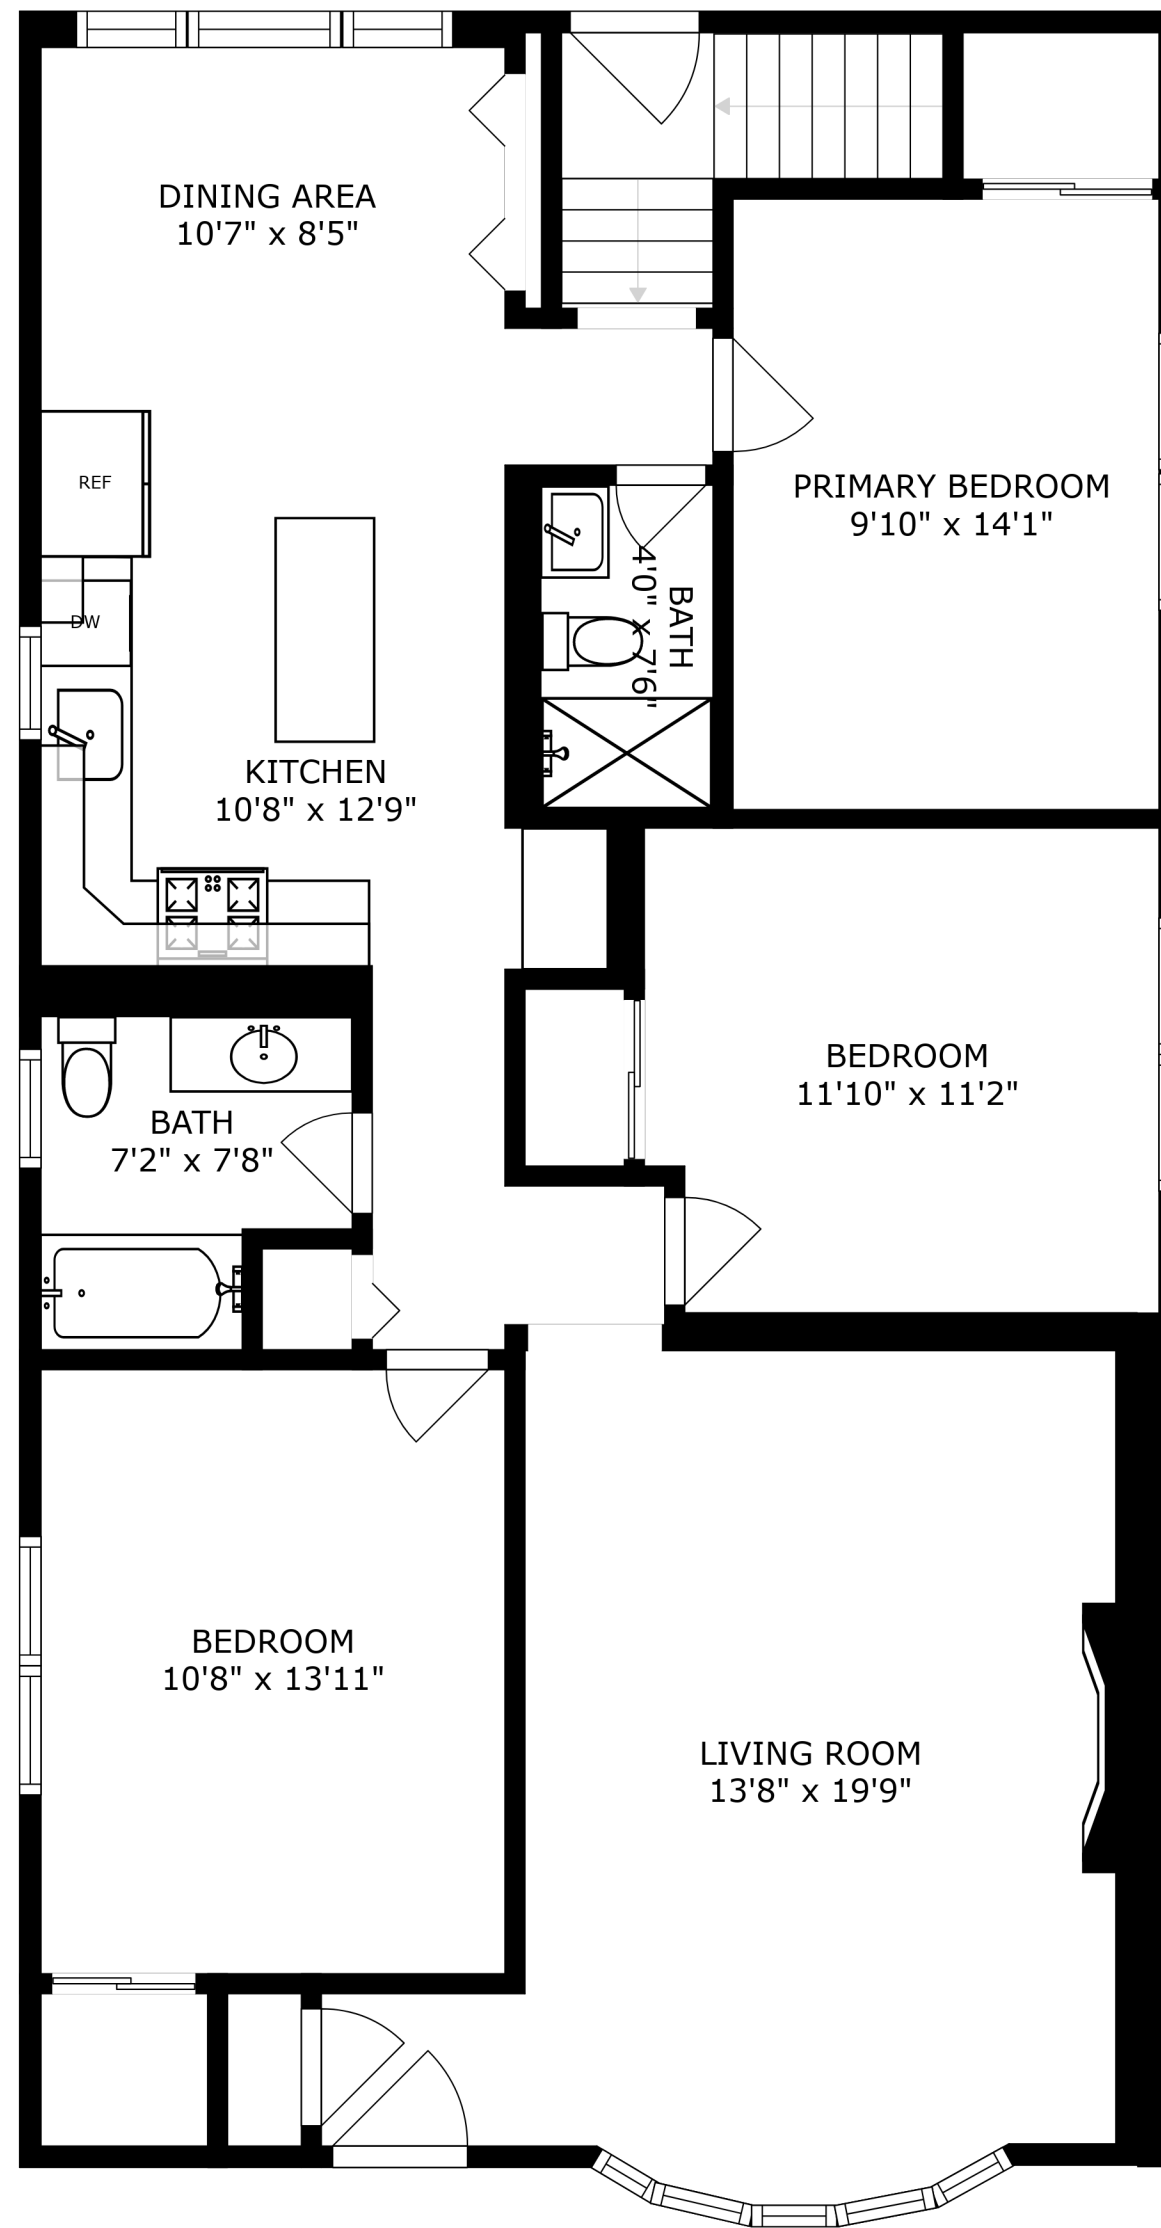 DINING AREA
10'7" x 8'5"
REF
PRIMARY BEDROOM
9'10" x 14'1"
BATH
4'0" x 7'6"
DW
KITCHEN
10'8" x 12'9"
BEDROOM
11'10" x 11'2"
BATH
7'2" x 7'8"
BEDROOM
10'8" x 13'11"
LIVING ROOM
13'8" x 19'9"